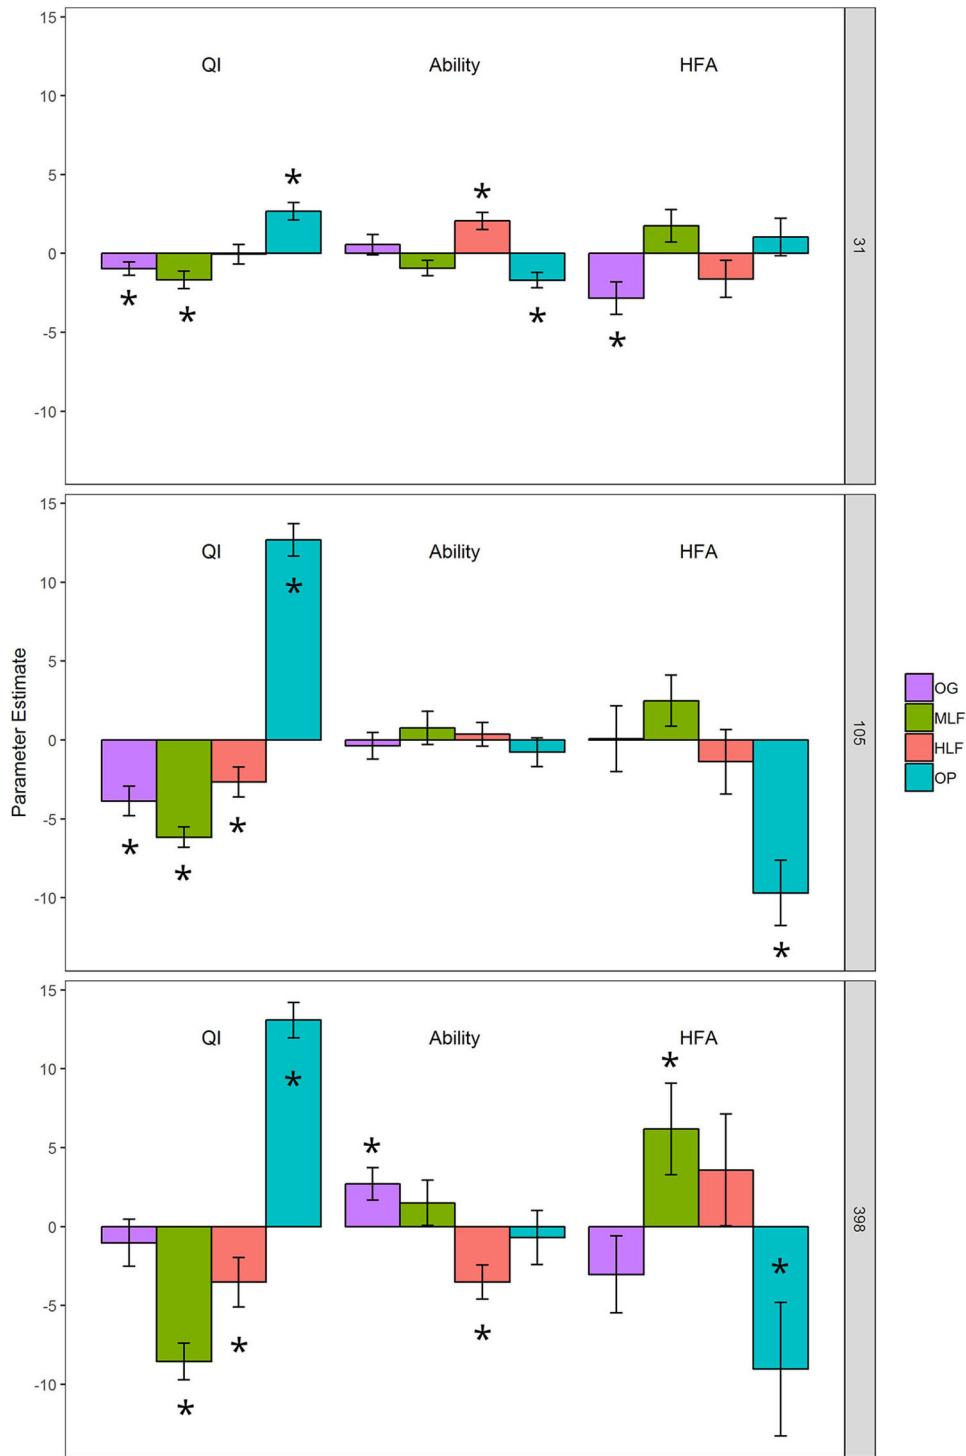 15
10
5
0
-5
-10
QI Ability HFA
* * * * * *
31
15
10
5
0
-5
-10
QI Ability HFA
* * * * *
105
15
10
5
0
-5
-10
QI Ability HFA
* * * * * * *
398
Parameter Estimate
OG
MLF
HLF
OP